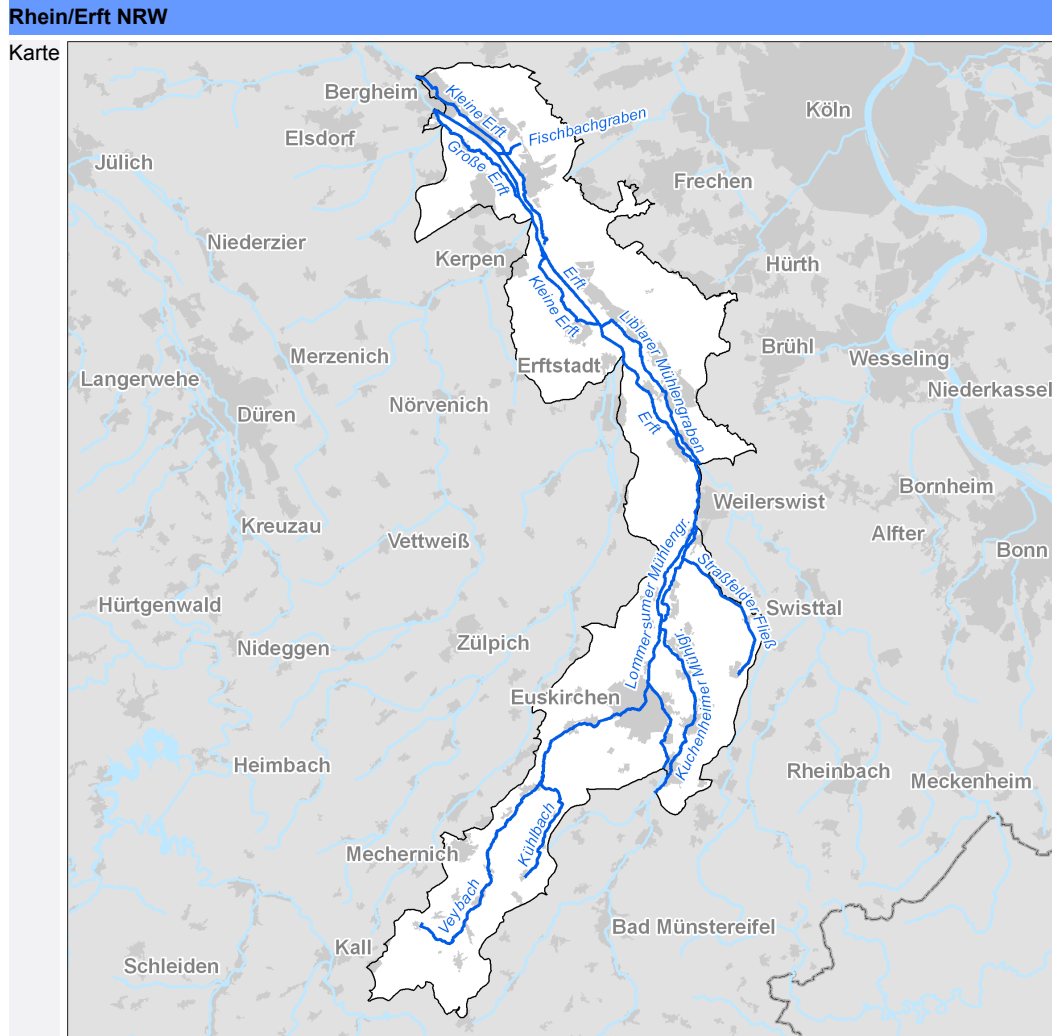 Rhein/Erft NRW
Karte
Bergheim
Kleine Erft
Köln
Elsdorf
Fischbachgraben
Jülich
Große Erft
Frechen
Niederzier
Kerpen
Hürth
Erft
Kleine Erft
Liblarer Mühlengraben
Merzenich
Brühl
Wesseling
Erftstadt
Langerwehe
Niederkassel
Nörvenich
Düren
Erft
Bornheim
Weilerswist
Kreuzau
Alfter
Vettweiß
Bonn
Lommersumer Mühlengr.
Straßfelder Fließ
Hürtgenwald
Swisttal
Zülpich
Nideggen
Kuchenheimer Mühlgr.
Euskirchen
Heimbach
Rheinbach
Meckenheim
Kühlbach
Mechernich
Veybach
Bad Münstereifel
Kall
Schleiden